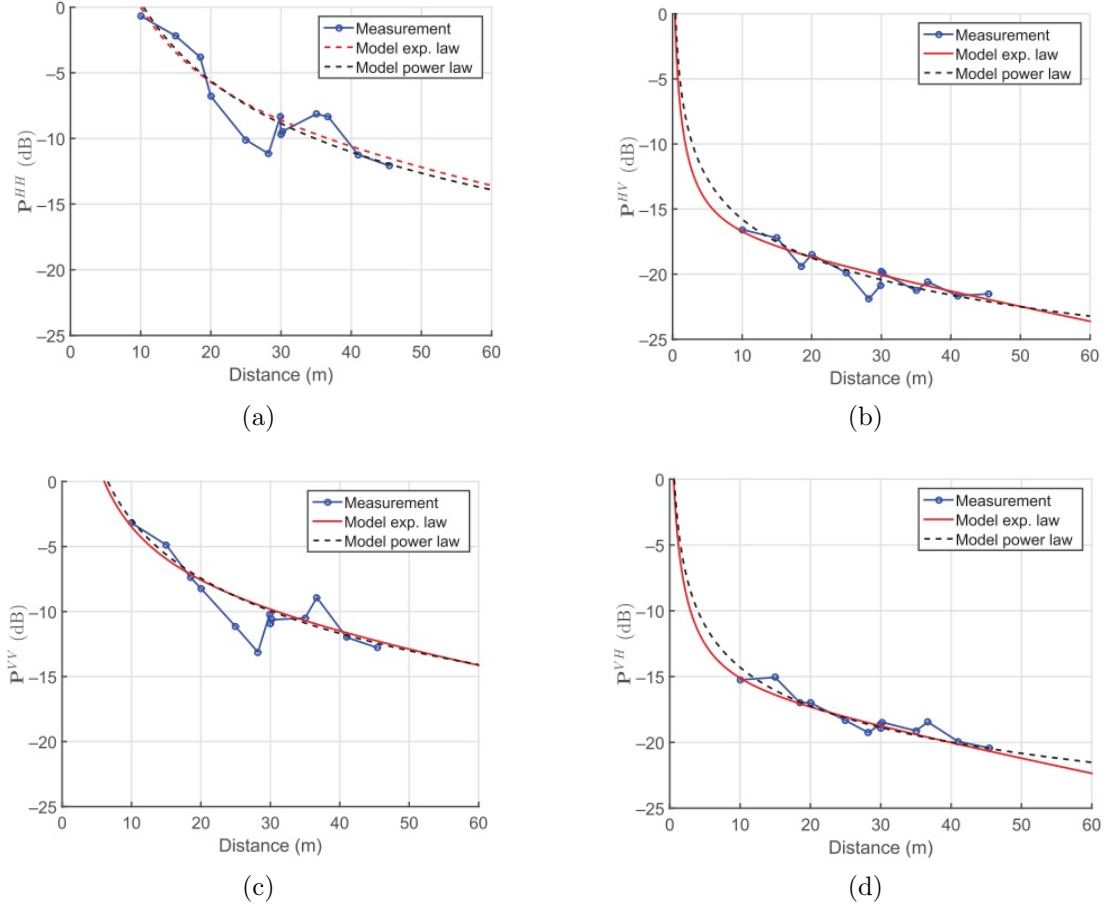 0
−5
−10
−15
−20
−25
P^{HH} (dB)
Measurement
Model exp. law
Model power law
0 10 20 30 40 50 60
Distance (m)
(a)
0
−5
−10
−15
−20
−25
P^{HV} (dB)
Measurement
Model exp. law
Model power law
0 10 20 30 40 50 60
Distance (m)
(b)
0
−5
−10
−15
−20
−25
P^{VV} (dB)
Measurement
Model exp. law
Model power law
0 10 20 30 40 50 60
Distance (m)
(c)
0
−5
−10
−15
−20
−25
P^{VH} (dB)
Measurement
Model exp. law
Model power law
0 10 20 30 40 50 60
Distance (m)
(d)